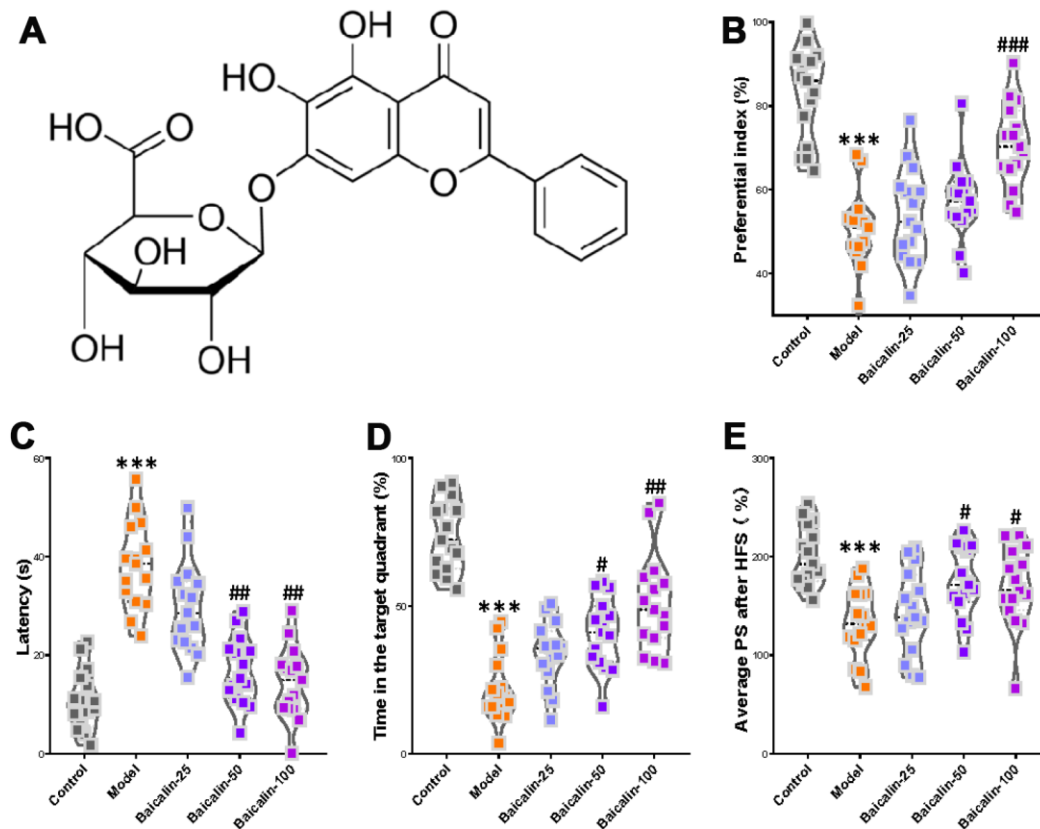 A
OH
O
HO
HO
O
O
O
O
OH
HO
OH
OH
B
Preferential index (%)
100
80
60
40
***
###
Control
Model
Baicalin-25
Baicalin-50
Baicalin-100
C
Latency (s)
60
40
20
0
***
##
##
Control
Model
Baicalin-25
Baicalin-50
Baicalin-100
D
Time in the target quadrant (%)
100
50
0
***
#
##
Control
Model
Baicalin-25
Baicalin-50
Baicalin-100
E
Average PS after HFS ( %)
300
200
100
0
***
#
#
Control
Model
Baicalin-25
Baicalin-50
Baicalin-100